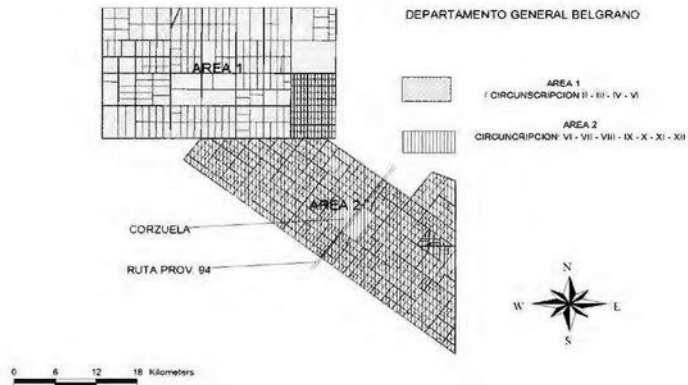 DEPARTAMENTO GENERAL BELGRANO
AREA 1
AREA 1
CIRCUNSCRIPCION II - III - IV - VI
AREA 2
CIRCUNCRIPCION: VI - VII - VIII - IX - X - XI - XII
AREA 2
CORZUELA
RUTA PROV. 94
N
W E
S
0 6 12 18 Kilometers